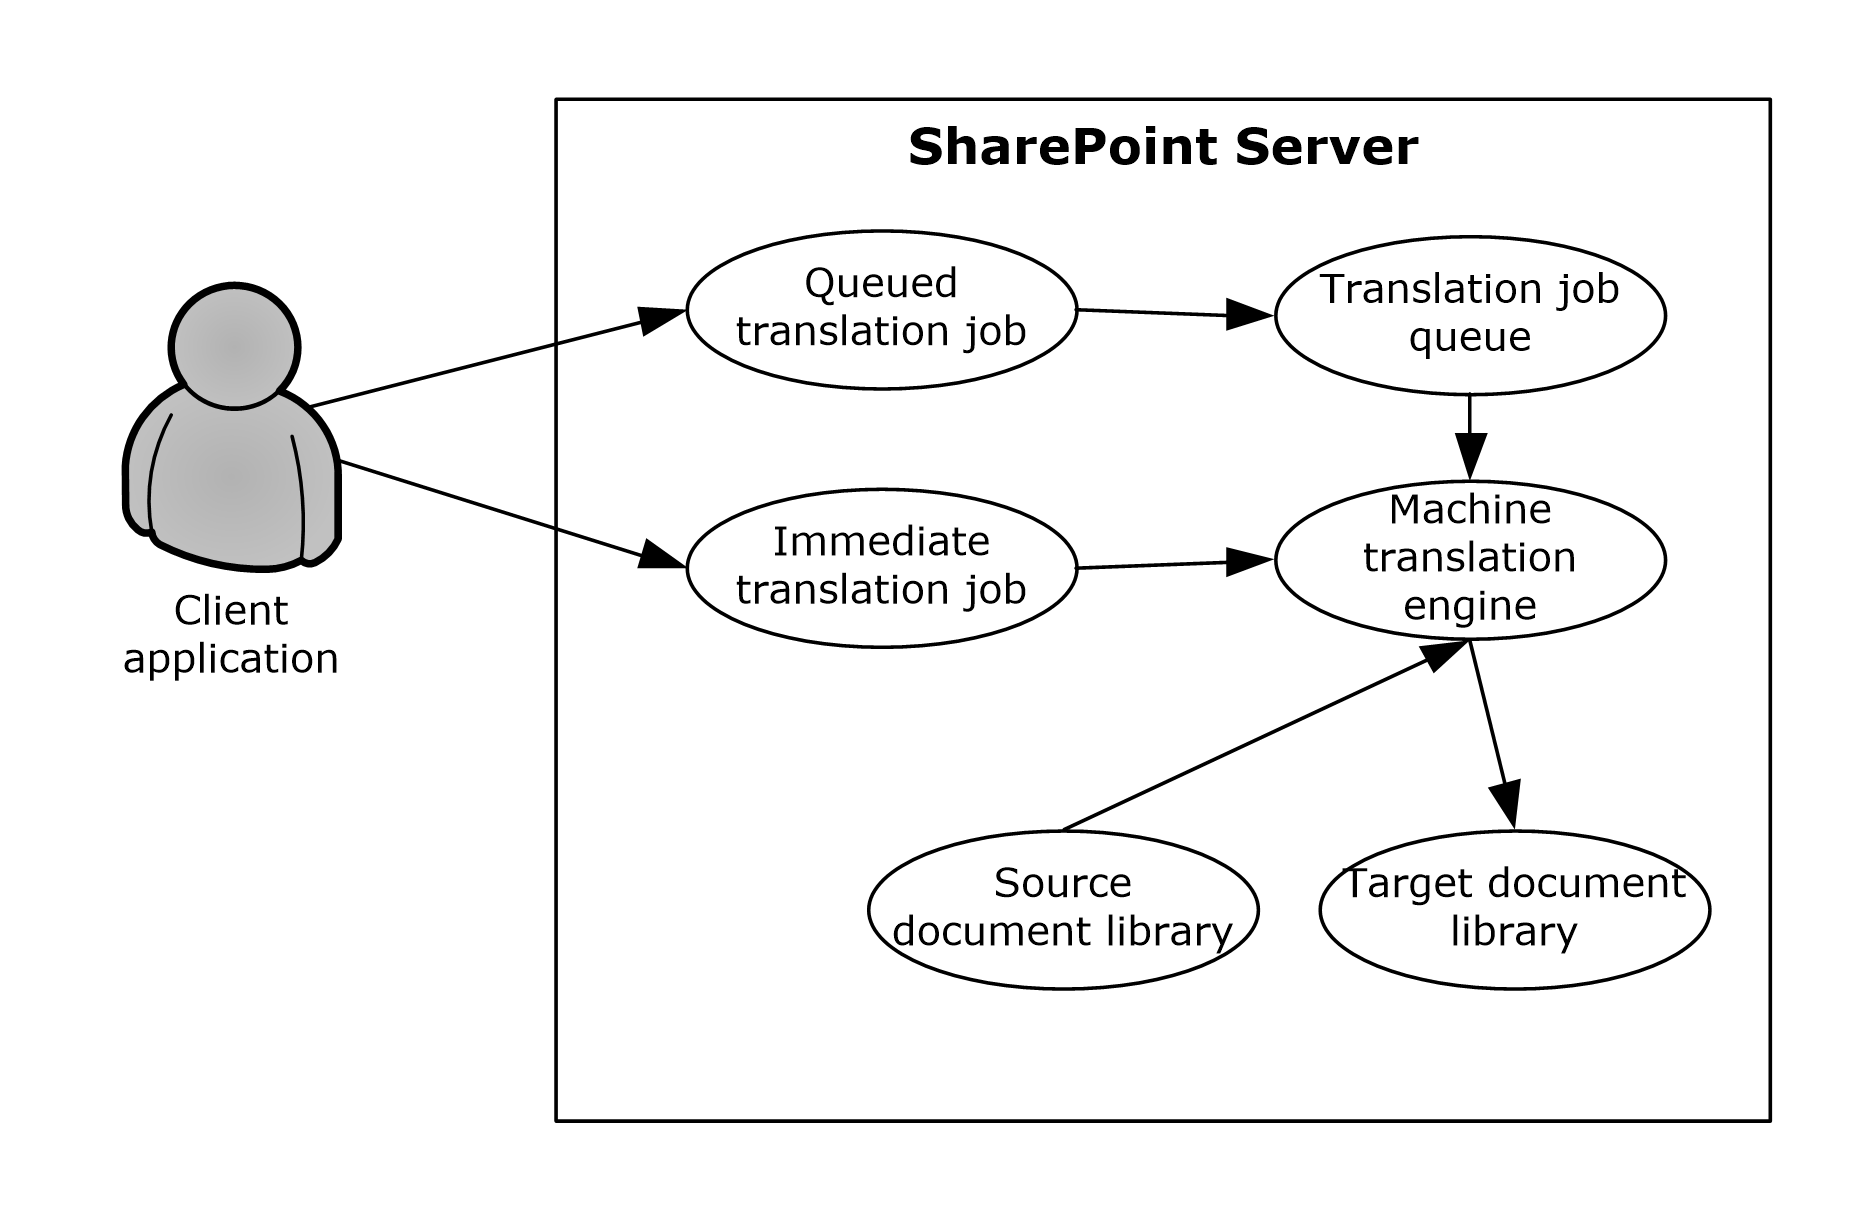 SharePoint Server
Queued
translation job
Translation job
queue
Client
application
Immediate
translation job
Machine
translation
engine
Source
document library
Target document
library